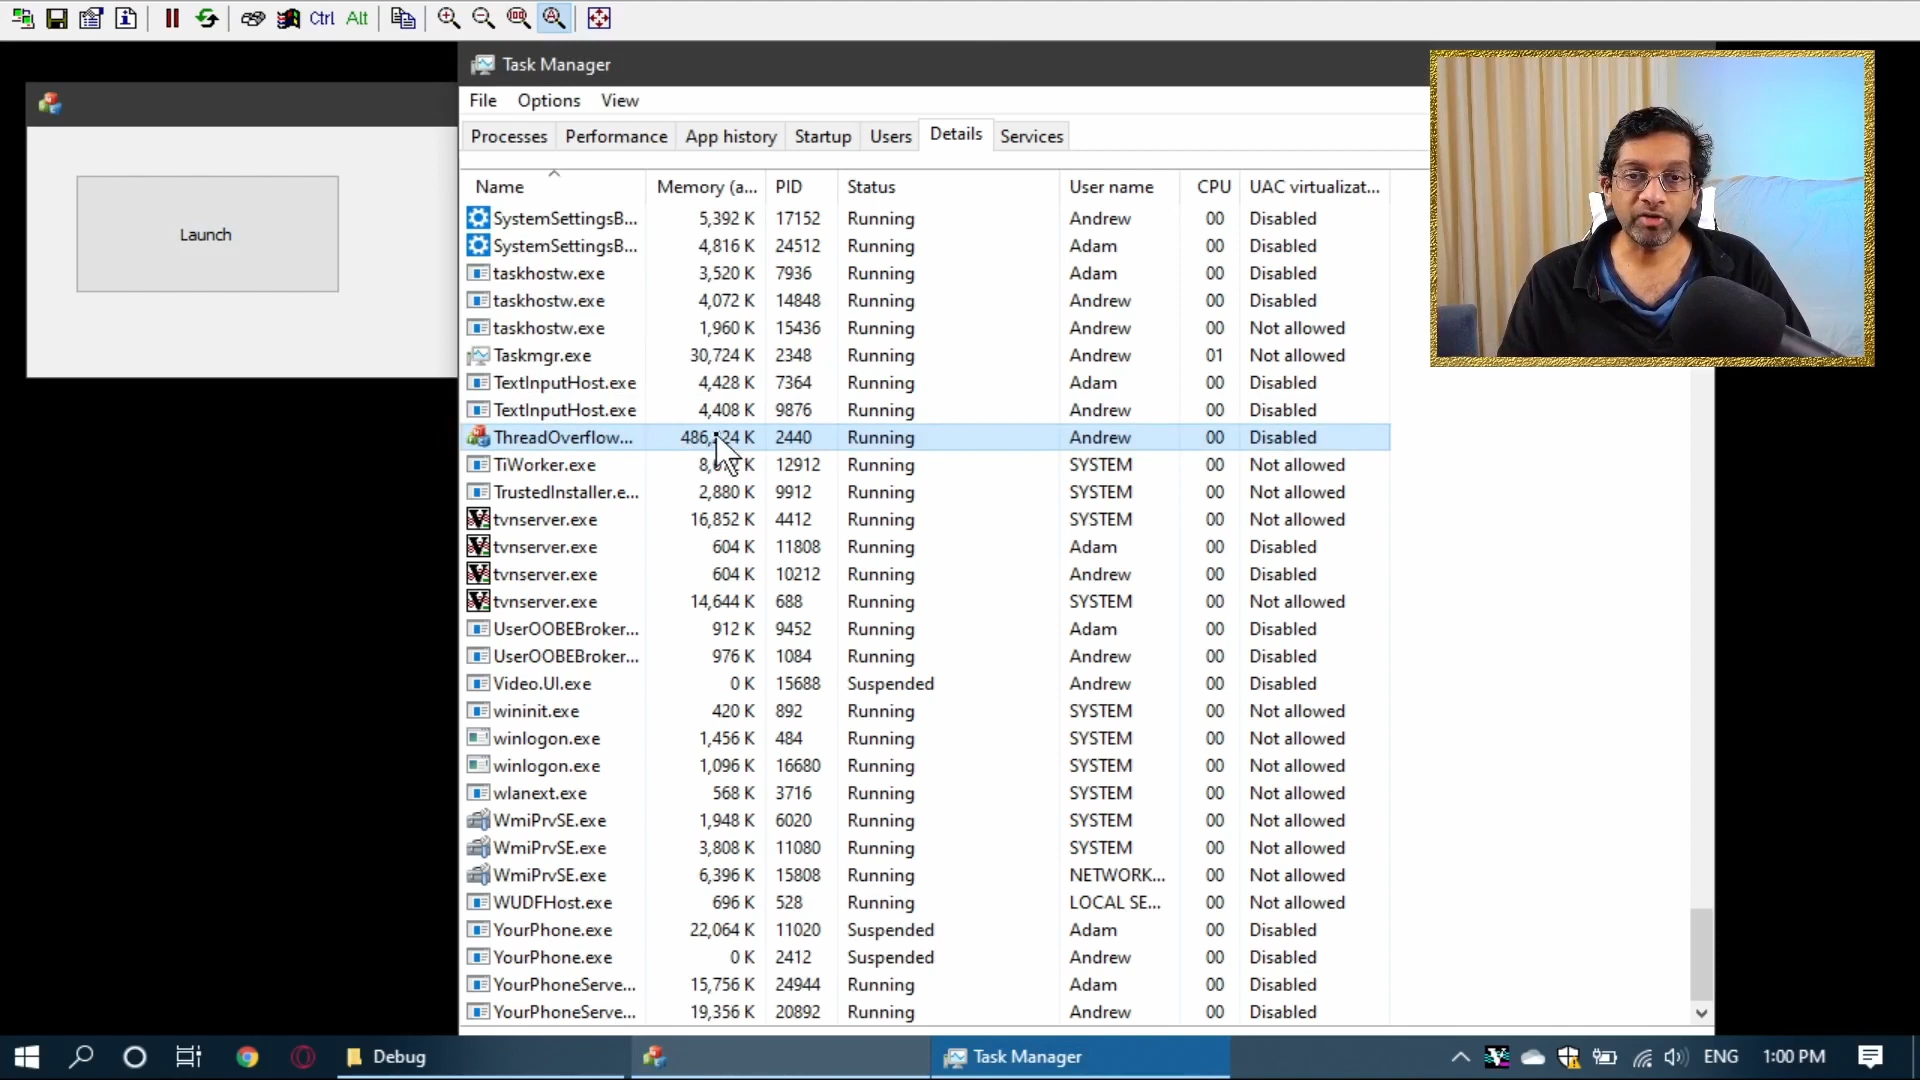 Ctrl Alt
Task Manager
File Options View
Processes Performance App history Startup Users Details Services
Name Memory (a... PID Status User name CPU UAC virtualizat...
SystemSettingsB... 5,392 K 17152 Running Andrew 00 Disabled
SystemSettingsB... 4,816 K 24512 Running Adam 00 Disabled
taskhostw.exe 3,520 K 7936 Running Adam 00 Disabled
Launch
taskhostw.exe 4,072 K 14848 Running Andrew 00 Disabled
taskhostw.exe 1,960 K 15436 Running Andrew 00 Not allowed
Taskmgr.exe 30,724 K 2348 Running Andrew 01 Not allowed
TextInputHost.exe 4,428 K 7364 Running Adam 00 Disabled
TextInputHost.exe 4,408 K 9876 Running Andrew 00 Disabled
ThreadOverflow... K 2440 Running Andrew 00 Disabled
TiWorker.exe K 12912 Running SYSTEM 00 Not allowed
TrustedInstaller.e... 2,880 K 9912 Running SYSTEM 00 Not allowed
tvnserver.exe 16,852 K 4412 Running SYSTEM 00 Not allowed
tvnserver.exe 604 K 11808 Running Adam 00 Disabled
tvnserver.exe 604 K 10212 Running Andrew 00 Disabled
tvnserver.exe 14,644 K 688 Running SYSTEM 00 Not allowed
UserOOBEBroker... 912 K 9452 Running Adam 00 Disabled
UserOOBEBroker... 976 K 1084 Running Andrew 00 Disabled
Video.UI.exe 0 K 15688 Suspended Andrew 00 Disabled
wininit.exe 420 K 892 Running SYSTEM 00 Not allowed
winlogon.exe 1,456 K 484 Running SYSTEM 00 Not allowed
winlogon.exe 1,096 K 16680 Running SYSTEM 00 Not allowed
wlanext.exe 568 K 3716 Running SYSTEM 00 Not allowed
WmiPrvSE.exe 1,948 K 6020 Running SYSTEM 00 Not allowed
WmiPrvSE.exe 3,808 K 11080 Running SYSTEM 00 Not allowed
WmiPrvSE.exe 6,396 K 15808 Running NETWORK... 00 Not allowed
WUDFHost.exe 696 K 528 Running LOCAL SE... 00 Not allowed
YourPhone.exe 22,064 K 11020 Suspended Adam 00 Disabled
YourPhone.exe 0 K 2412 Suspended Andrew 00 Disabled
YourPhoneServe... 15,756 K 24944 Running Adam 00 Disabled
YourPhoneServe... 19,356 K 20892 Running Andrew 00 Disabled
Debug Task Manager ENG 1:00 PM